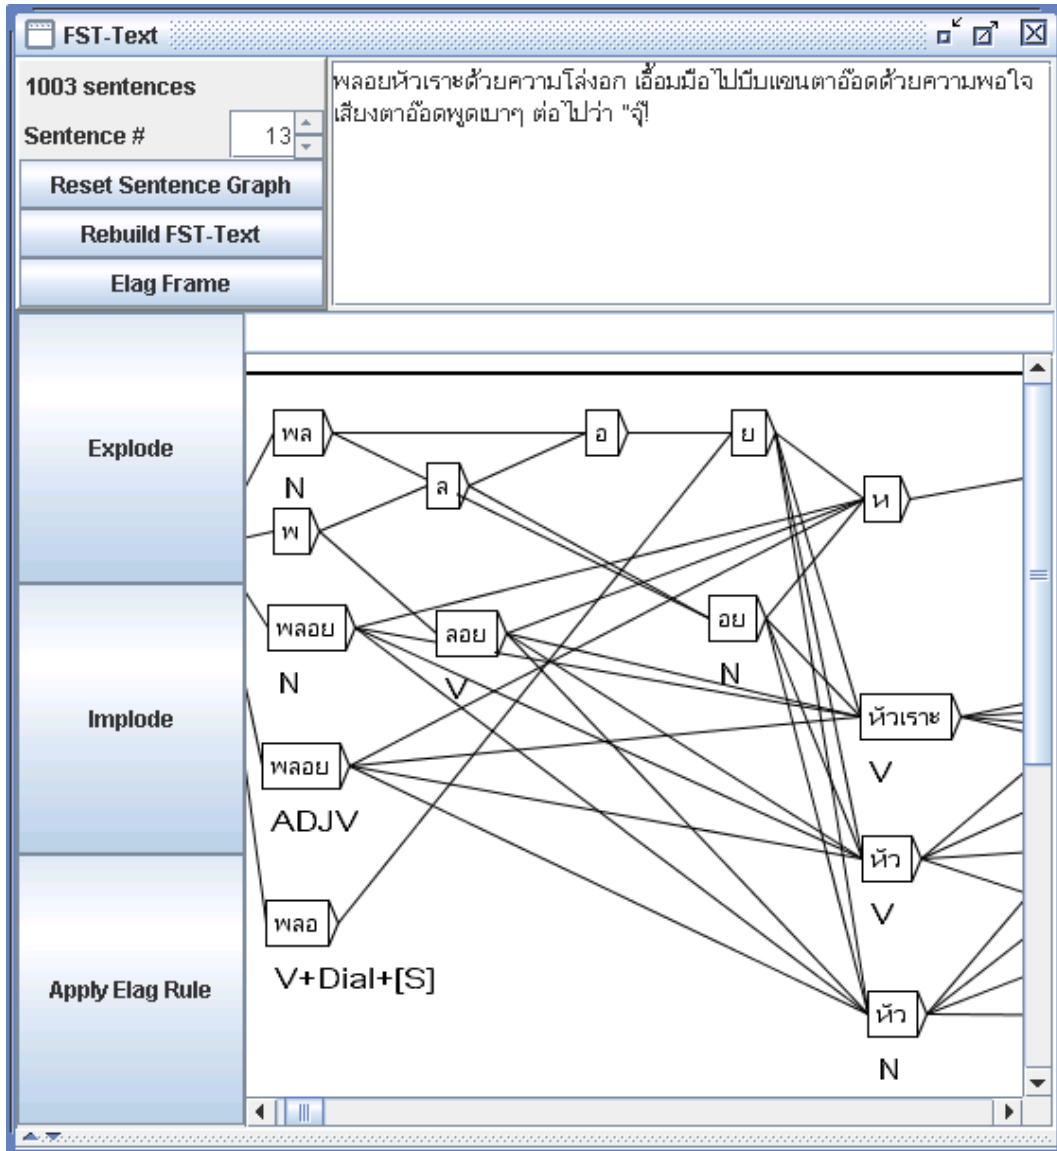 FST-Text
1003 sentences
Sentence # 13
Reset Sentence Graph
Rebuild FST-Text
Elag Frame
พลอยหัวเราะด้วยความโล่งอก เอื้อมมือไปบีบแขนตาอ๊อดด้วยความพอใจ
เสียงตาอ๊อดพูดเบาๆ ต่อไปว่า "จุ๊!
Explode
Implode
Apply Elag Rule
พล
N
อ
ย
ล
ห
พ
พลอย
N
ลอย
V
อย
N
หัวเราะ
V
พลอย
ADJV
หัว
V
พลอ
V+Dial+[S]
หัว
N